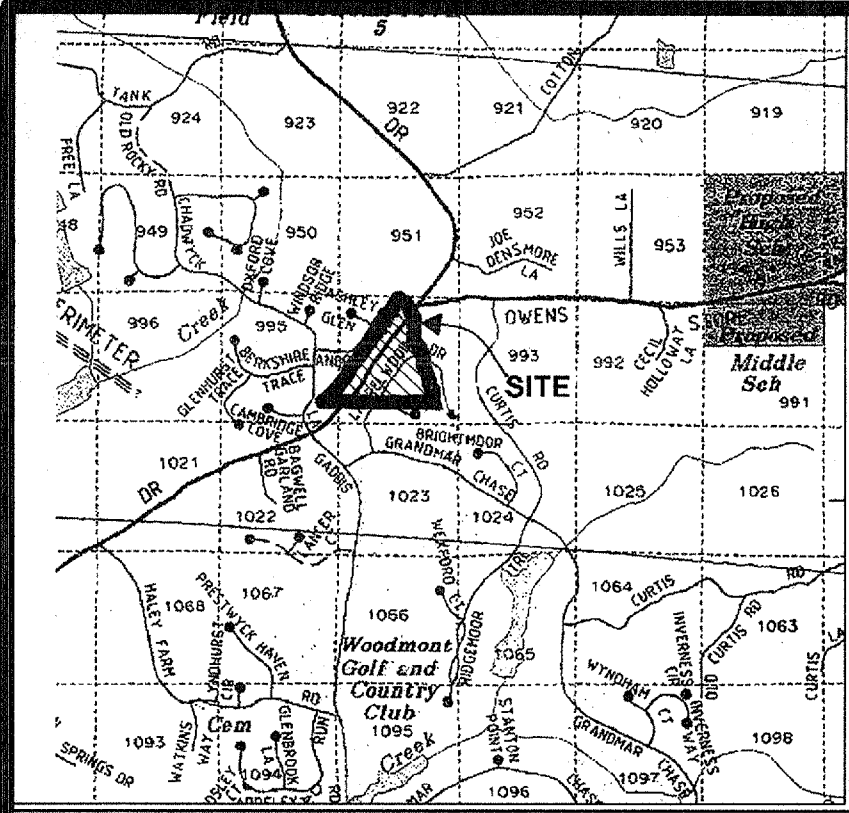 Field
5
RD
TANK
924
923
922
921
COTTON
920
919
DR
FREE LA
OLD ROCKY RD
949
CHADWYCK
950
951
952
JOE
DENSMORE
LA
WILLS LA
953
Proposed
High
Sch
OXFORD
COVE
WINDSOR
RIDGE
ASHLEY
GLEN
OWENS
996
Creek
995
DR
993
992
CECIL
HOLLOWAY
LA
Proposed
Middle
Sch
991
BERKSHIRE
TRACE
GLENHURST
TRACE
SITE
CAMBRIDGE
COVE
LA
CURTIS
RD
BRIGHTMOOR
CT
GRANDMAR
CHASE
1021
DR
BAGWELL
GARLAND
RD
GADDIS
1023
1025
1026
1022
1024
WEXFORD CT
1068
1067
1066
1064
CURTIS
RD
1063
HALEY FARM
PRESTWYCK HAVEN
Woodmont
Golf and
Country
Club
RIDGEMOOR
1065
CURTIS RD
OLD
CURTIS LA
CIR
RD
WYNDHAM
CT
INVERNESS
CIR
INVERNESS
WAY
Cem
RUN
1095
Creek
STANTON
POINT
GRANDMAR
CHASE
1098
1093
WATKINS
WAY
GLENBROOK
LA
1094
RD
SPRINGS DR
1096
1097